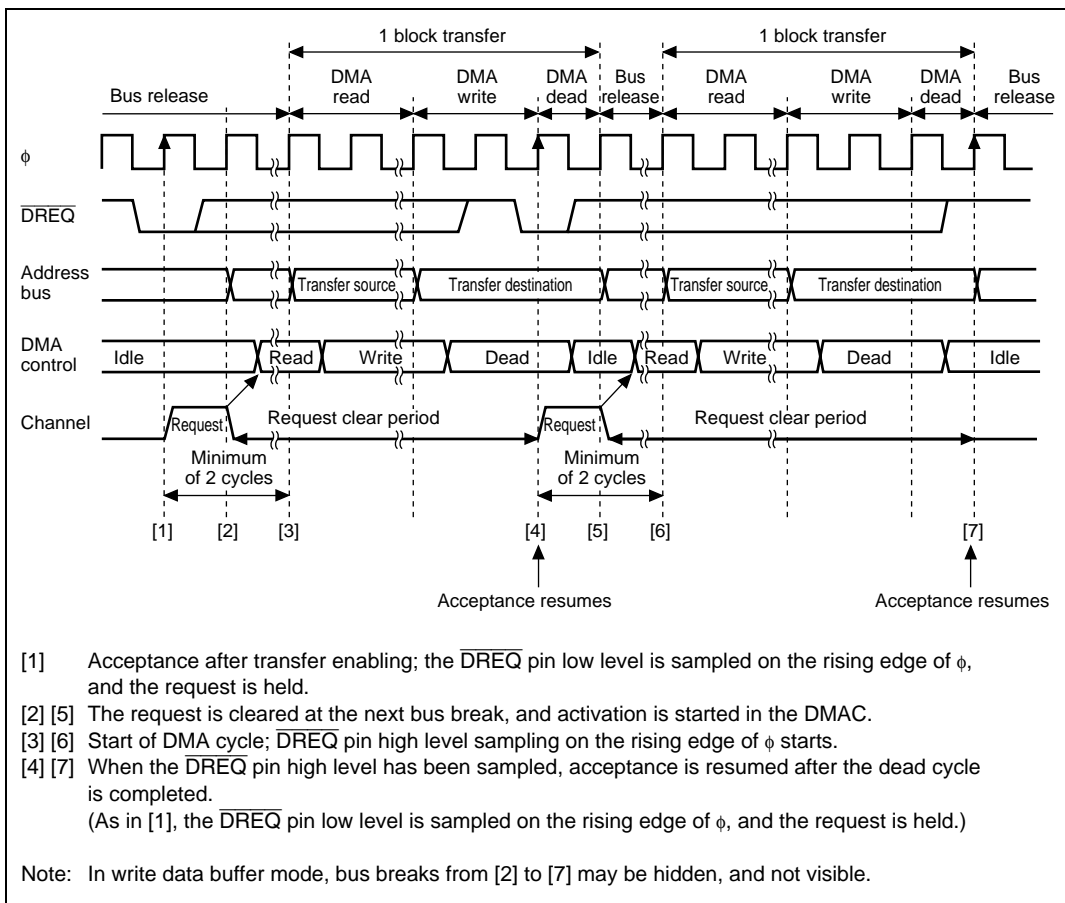 1 block transfer 1 block transfer
DMA DMA DMA Bus DMA DMA DMA Bus
Bus release read write dead release read write dead release
φ
DREQ
Address
bus Transfer source Transfer destination Transfer source Transfer destination
DMA
control Idle Read Write Dead Idle Read Write Dead Idle
Channel Request Request clear period Request Request clear period
Minimum Minimum
of 2 cycles of 2 cycles
[1] [2] [3] [4] [5] [6] [7]
Acceptance resumes Acceptance resumes
[1] Acceptance after transfer enabling; the DREQ pin low level is sampled on the rising edge of φ,
and the request is held.
[2] [5] The request is cleared at the next bus break, and activation is started in the DMAC.
[3] [6] Start of DMA cycle; DREQ pin high level sampling on the rising edge of φ starts.
[4] [7] When the DREQ pin high level has been sampled, acceptance is resumed after the dead cycle
is completed.
(As in [1], the DREQ pin low level is sampled on the rising edge of φ, and the request is held.)
Note: In write data buffer mode, bus breaks from [2] to [7] may be hidden, and not visible.